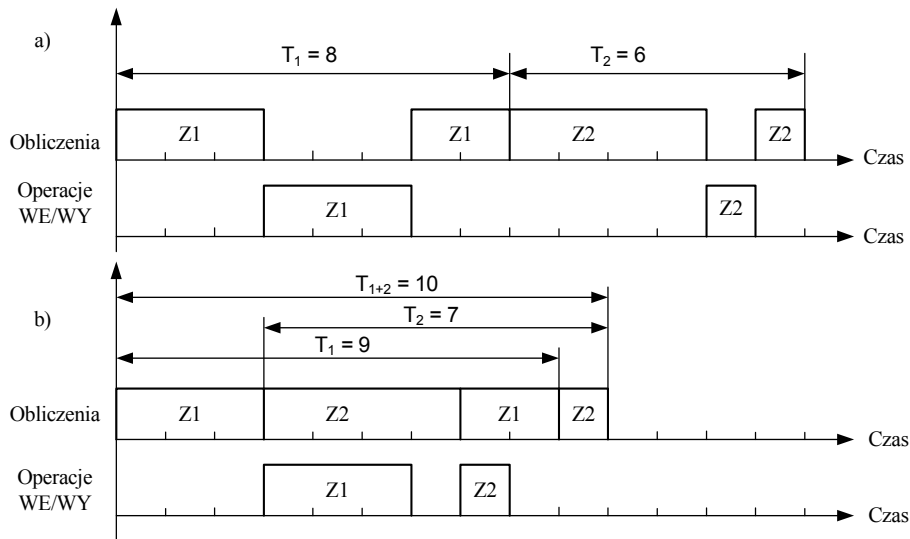 a)
T1 = 8
T2 = 6
Obliczenia
Z1
Z1
Z2
Z2
Czas
Operacje
WE/WY
Z1
Z2
Czas
b)
T1+2 = 10
T2 = 7
T1 = 9
Obliczenia
Z1
Z2
Z1
Z2
Czas
Operacje
WE/WY
Z1
Z2
Czas